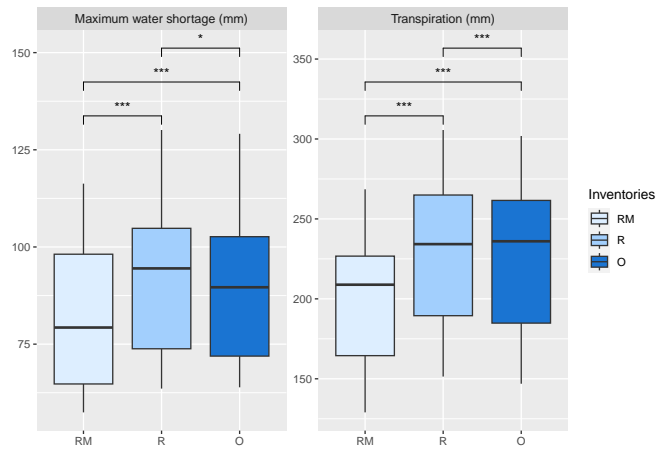 Maximum water shortage (mm)
Transpiration (mm)
150
125
100
75
*
***
***
RM
R
O
350
300
250
200
150
***
***
***
RM
R
O
Inventories
RM
R
O